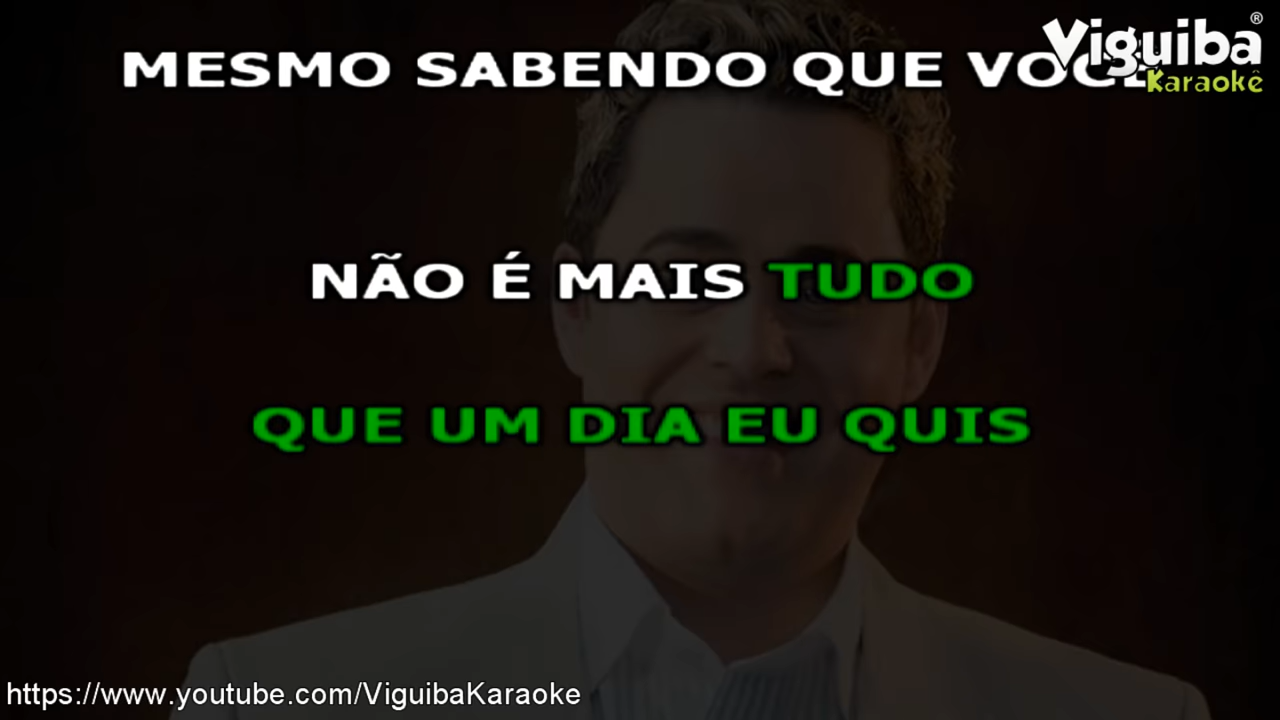 Viguiba®
MESMO SABENDO QUE VOCÊ
Karaokê
NÃO É MAIS TUDO
QUE UM DIA EU QUIS
https://www.youtube.com/ViguibaKaraoke